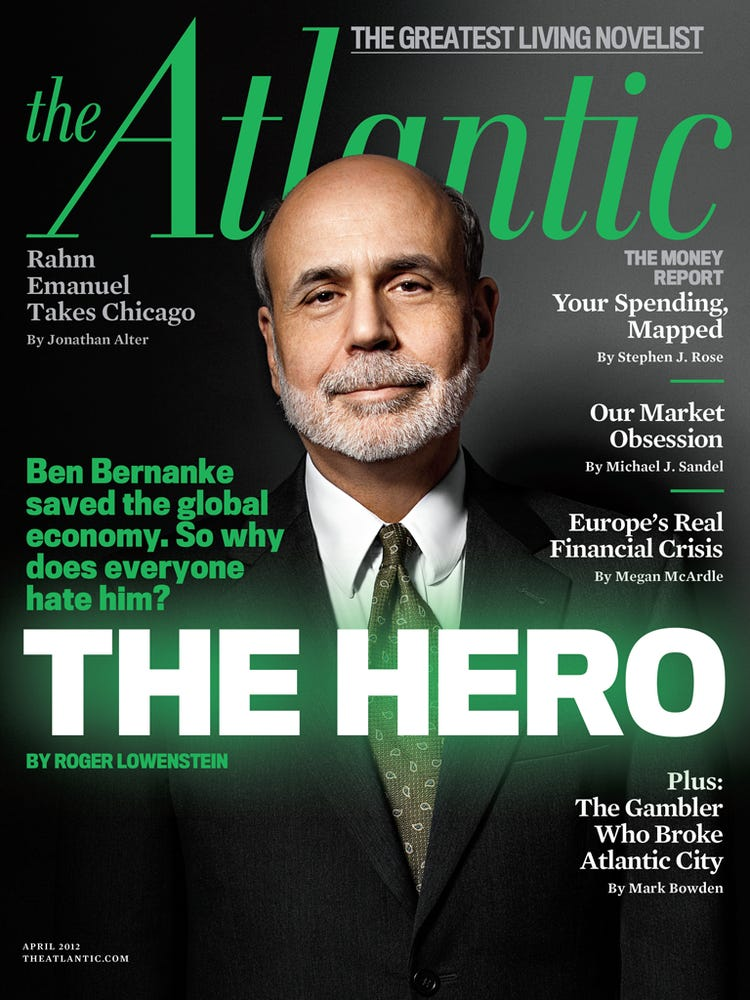 THE GREATEST LIVING NOVELIST
the Atlantic
Rahm
Emanuel
Takes Chicago
By Jonathan Alter
THE MONEY
REPORT
Your Spending,
Mapped
By Stephen J. Rose
Our Market
Obsession
By Michael J. Sandel
Europe's Real
Financial Crisis
By Megan McArdle
Ben Bernanke
saved the global
economy. So why
does everyone
hate him?
THE HERO
BY ROGER LOWENSTEIN
Plus:
The Gambler
Who Broke
Atlantic City
By Mark Bowden
APRIL 2012
THEATLANTIC.COM